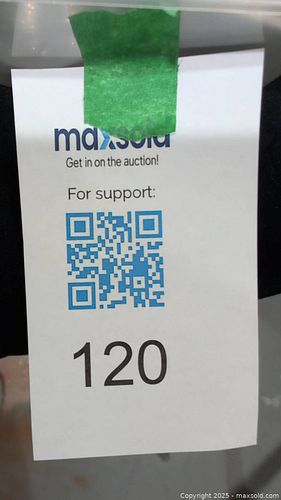 maxsold
Get in on the auction!
For support:
120
Copyright © 2025 - maxsold.com